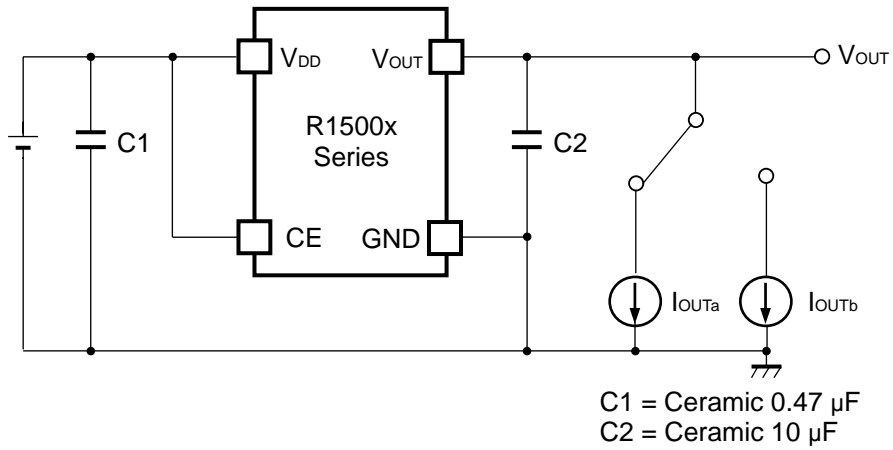 VDD
VOUT
VOUT
R1500x
Series
C1
C2
CE
GND
IOUTa
IOUTb
C1 = Ceramic 0.47 µF
C2 = Ceramic 10 µF